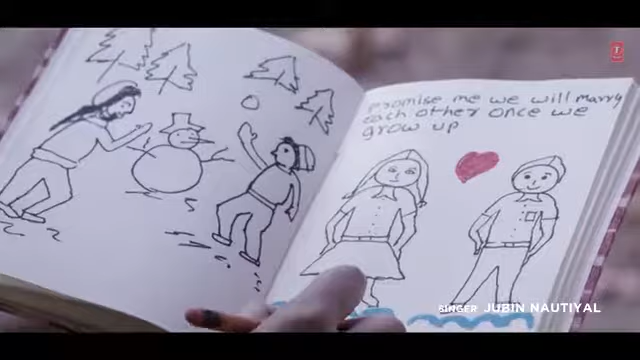 promise me we will marry
each other once we
grow up
SINGER JUBIN NAUTIYAL
T